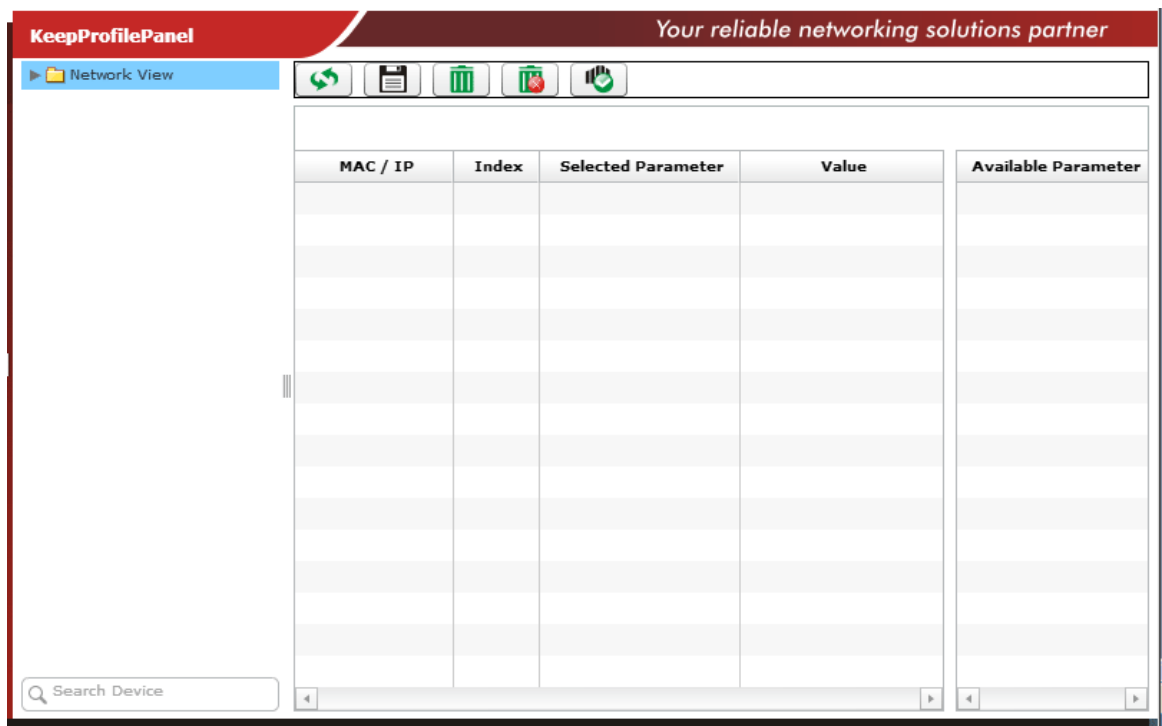 KeepProfilePanel
Your reliable networking solutions partner
Network View
MAC / IP Index Selected Parameter Value Available Parameter
Search Device